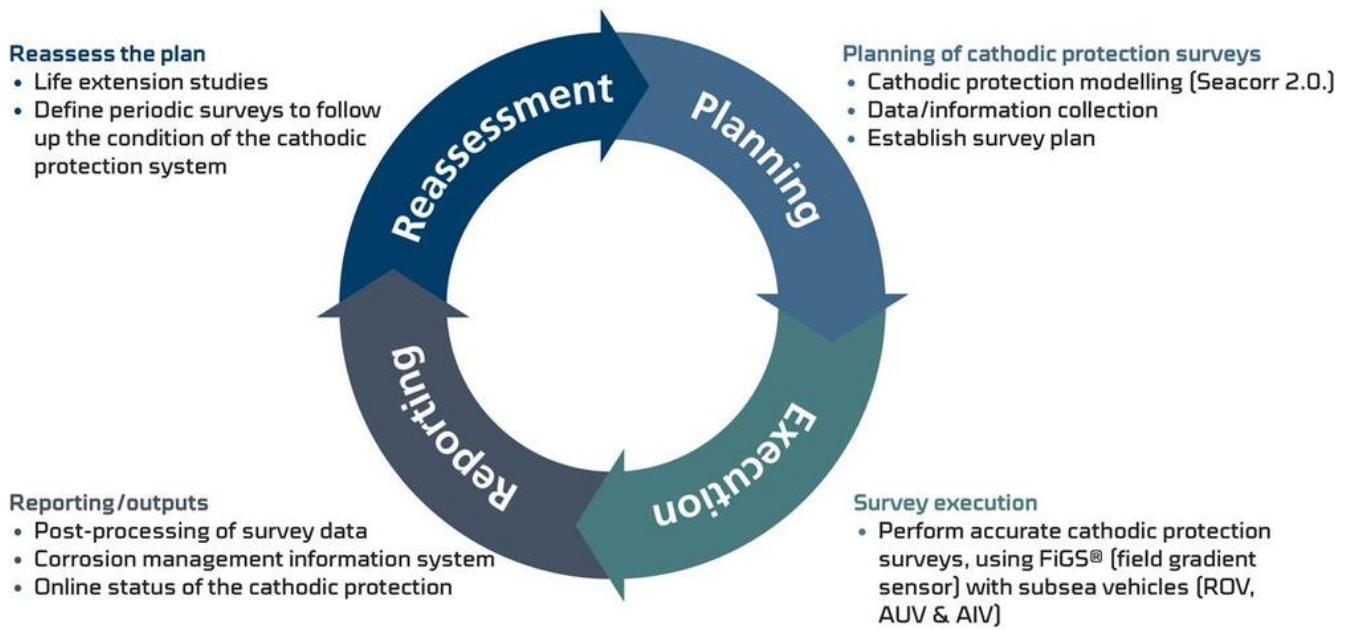 Reassess the plan
• Life extension studies
• Define periodic surveys to follow
up the condition of the cathodic
protection system
Reassessment
Planning
Planning of cathodic protection surveys
• Cathodic protection modelling (Seacorr 2.0.)
• Data/information collection
• Establish survey plan
Reporting
Execution
Reporting/outputs
• Post-processing of survey data
• Corrosion management information system
• Online status of the cathodic protection
Survey execution
• Perform accurate cathodic protection
surveys, using FiGS® (field gradient
sensor) with subsea vehicles (ROV,
AUV & AIV)